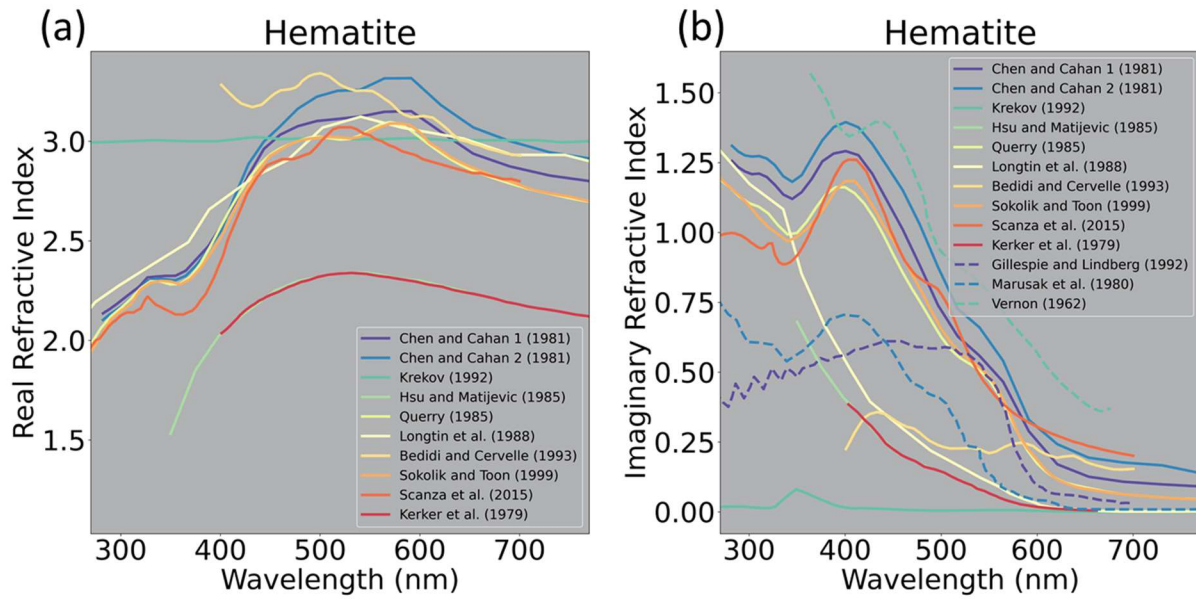 (a)
Hematite
Real Refractive Index
3.0
2.5
2.0
1.5
Chen and Cahan 1 (1981)
Chen and Cahan 2 (1981)
Krekov (1992)
Hsu and Matijevic (1985)
Querry (1985)
Longtin et al. (1988)
Bedidi and Cervelle (1993)
Sokolik and Toon (1999)
Scanza et al. (2015)
Kerker et al. (1979)
300 400 500 600 700
Wavelength (nm)
(b)
Hematite
Imaginary Refractive Index
1.50
1.25
1.00
0.75
0.50
0.25
0.00
Chen and Cahan 1 (1981)
Chen and Cahan 2 (1981)
Krekov (1992)
Hsu and Matijevic (1985)
Querry (1985)
Longtin et al. (1988)
Bedidi and Cervelle (1993)
Sokolik and Toon (1999)
Scanza et al. (2015)
Kerker et al. (1979)
Gillespie and Lindberg (1992)
Marusak et al. (1980)
Vernon (1962)
300 400 500 600 700
Wavelength (nm)